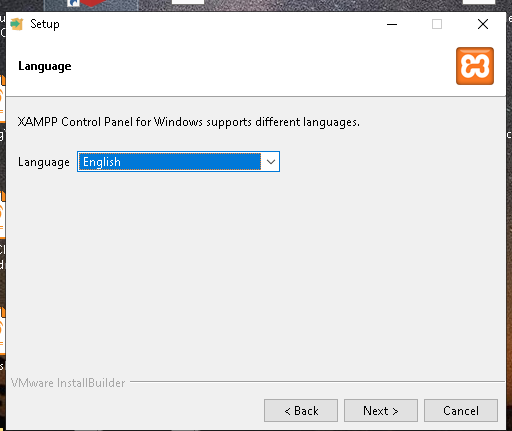 Setup
Language
XAMPP Control Panel for Windows supports different languages.
Language English
VMware InstallBuilder
< Back Next > Cancel